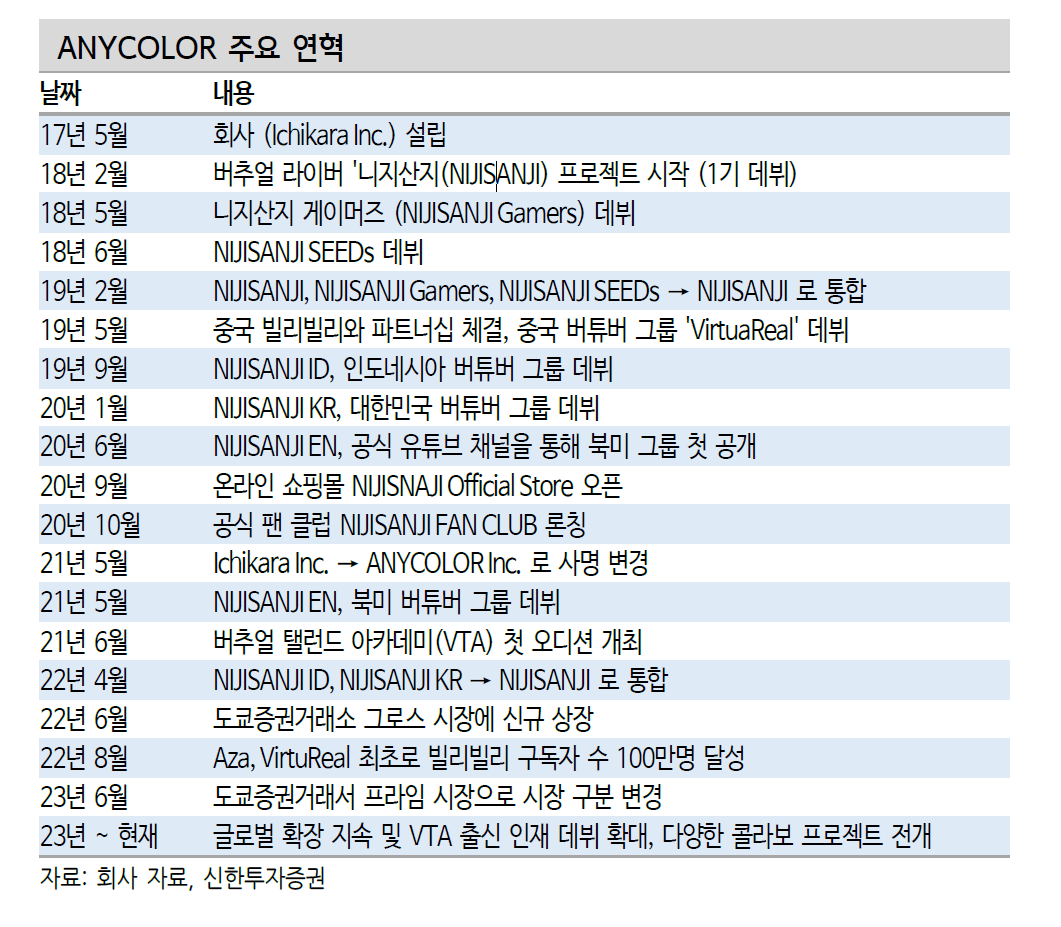 ANYCOLOR 주요 연혁
날짜 내용
17년 5월 회사 (Ichikara Inc.) 설립
18년 2월 버추얼 라이버 '니지산지(NIJISANJI) 프로젝트 시작 (1기 데뷔)
18년 5월 니지산지 게이머즈 (NIJISANJI Gamers) 데뷔
18년 6월 NIJISANJI SEEDs 데뷔
19년 2월 NIJISANJI, NIJISANJI Gamers, NIJISANJI SEEDs → NIJISANJI 로 통합
19년 5월 중국 빌리빌리와 파트너십 체결, 중국 버튜버 그룹 'VirtuaReal' 데뷔
19년 9월 NIJISANJI ID, 인도네시아 버튜버 그룹 데뷔
20년 1월 NIJISANJI KR, 대한민국 버튜버 그룹 데뷔
20년 6월 NIJISANJI EN, 공식 유튜브 채널을 통해 북미 그룹 첫 공개
20년 9월 온라인 쇼핑몰 NIJISNAJI Official Store 오픈
20년 10월 공식 팬 클럽 NIJISANJI FAN CLUB 론칭
21년 5월 Ichikara Inc. → ANYCOLOR Inc. 로 사명 변경
21년 5월 NIJISANJI EN, 북미 버튜버 그룹 데뷔
21년 6월 버추얼 탤런드 아카데미(VTA) 첫 오디션 개최
22년 4월 NIJISANJI ID, NIJISANJI KR → NIJISANJI 로 통합
22년 6월 도쿄증권거래소 그로스 시장에 신규 상장
22년 8월 Aza, VirtuReal 최초로 빌리빌리 구독자 수 100만명 달성
23년 6월 도쿄증권거래서 프라임 시장으로 시장 구분 변경
23년 ~ 현재 글로벌 확장 지속 및 VTA 출신 인재 데뷔 확대, 다양한 콜라보 프로젝트 전개
자료: 회사 자료, 신한투자증권